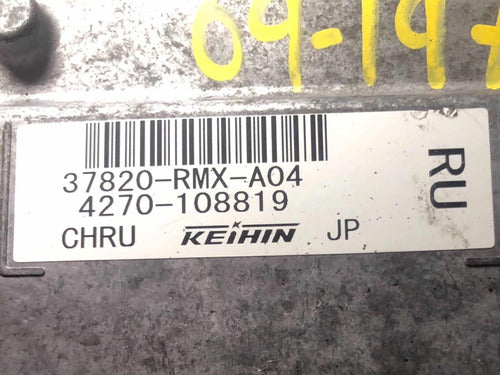 37820-RMX-A04
4270-108819
CHRU KEIHIN JP
RU